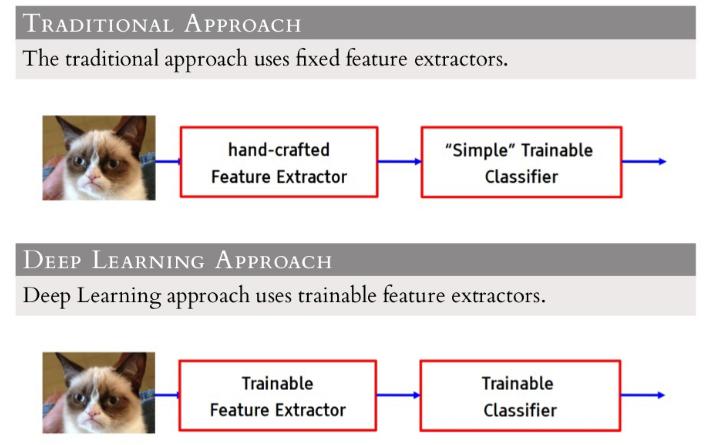 Traditional Approach
The traditional approach uses fixed feature extractors.
hand-crafted
Feature Extractor
“Simple” Trainable
Classifier
Deep Learning Approach
Deep Learning approach uses trainable feature extractors.
Trainable
Feature Extractor
Trainable
Classifier